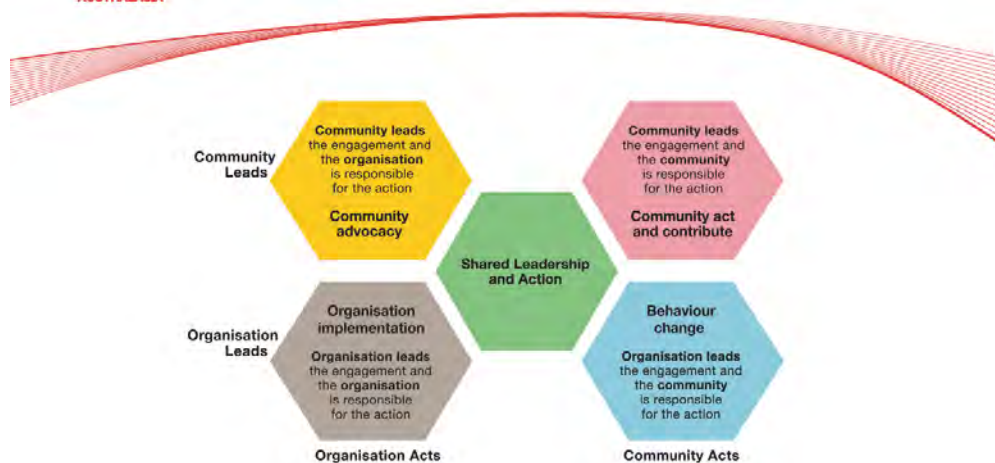 Community
Leads
Community leads
the engagement and
the organisation
is responsible
for the action
Community
advocacy
Community leads
the engagement and
the community
is responsible
for the action
Community act
and contribute
Shared Leadership
and Action
Organisation
Leads
Organisation
implementation
Organisation leads
the engagement and
the organisation
is responsible
for the action
Behaviour
change
Organisation leads
the engagement and
the community
is responsible
for the action
Organisation Acts
Community Acts